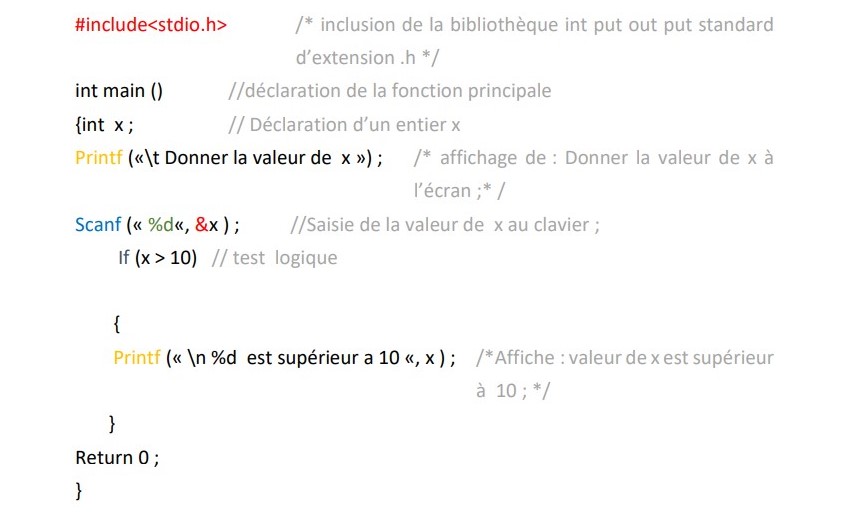 #include<stdio.h> /* inclusion de la bibliothèque int put out put standard
d’extension .h */
int main () //déclaration de la fonction principale
{int x ; // Déclaration d’un entier x
Printf («\t Donner la valeur de x ») ; /* affichage de : Donner la valeur de x à
l’écran ;* /
Scanf (« %d«, &x ) ; //Saisie de la valeur de x au clavier ;
If (x > 10) // test logique
{
Printf (« \n %d est supérieur a 10 «, x ) ; /*Affiche : valeur de x est supérieur
à 10 ; */
}
Return 0 ;
}